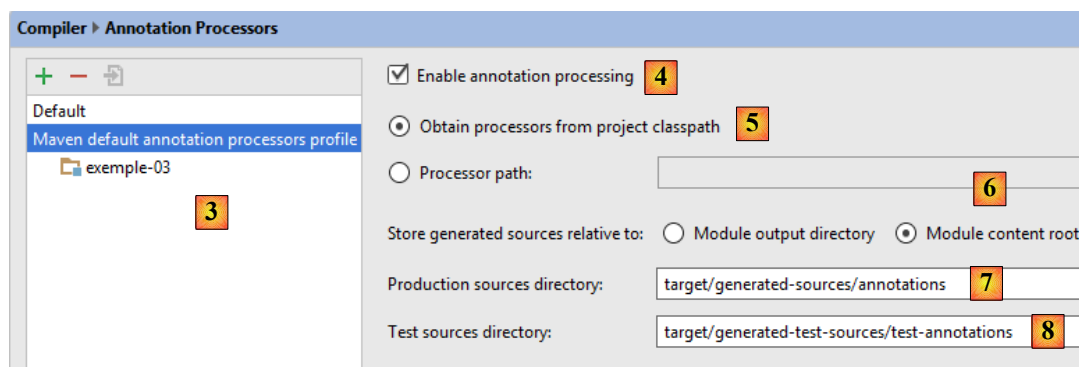 Compiler ▸ Annotation Processors
Enable annotation processing 4
Default
Obtain processors from project classpath 5
Maven default annotation processors profile
exemple-03
Processor path:
6
3
Store generated sources relative to: Module output directory Module content root
Production sources directory: target/generated-sources/annotations 7
Test sources directory: target/generated-test-sources/test-annotations 8